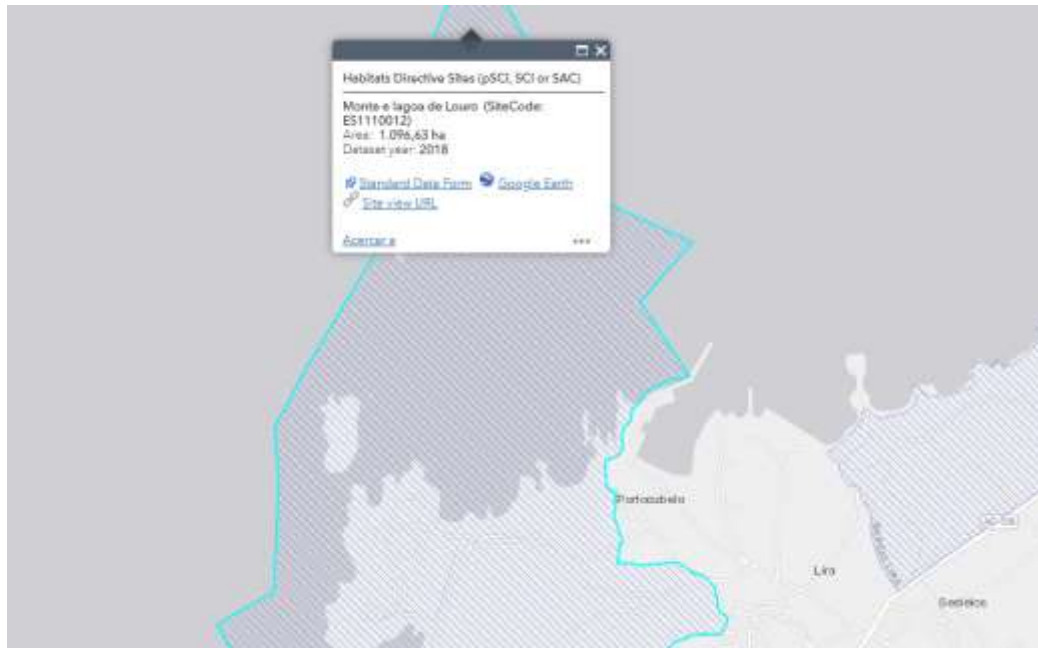 Habitats Directive Sites (pSCI, SCI or SAC)
Monte e lagoa de Louro (SiteCode:
ES1110012)
Area: 1.096,63 ha
Dataset year: 2018
Standard Data Form Google Earth
Site view URL
Acercar a
•••
Portocubelo
Lira